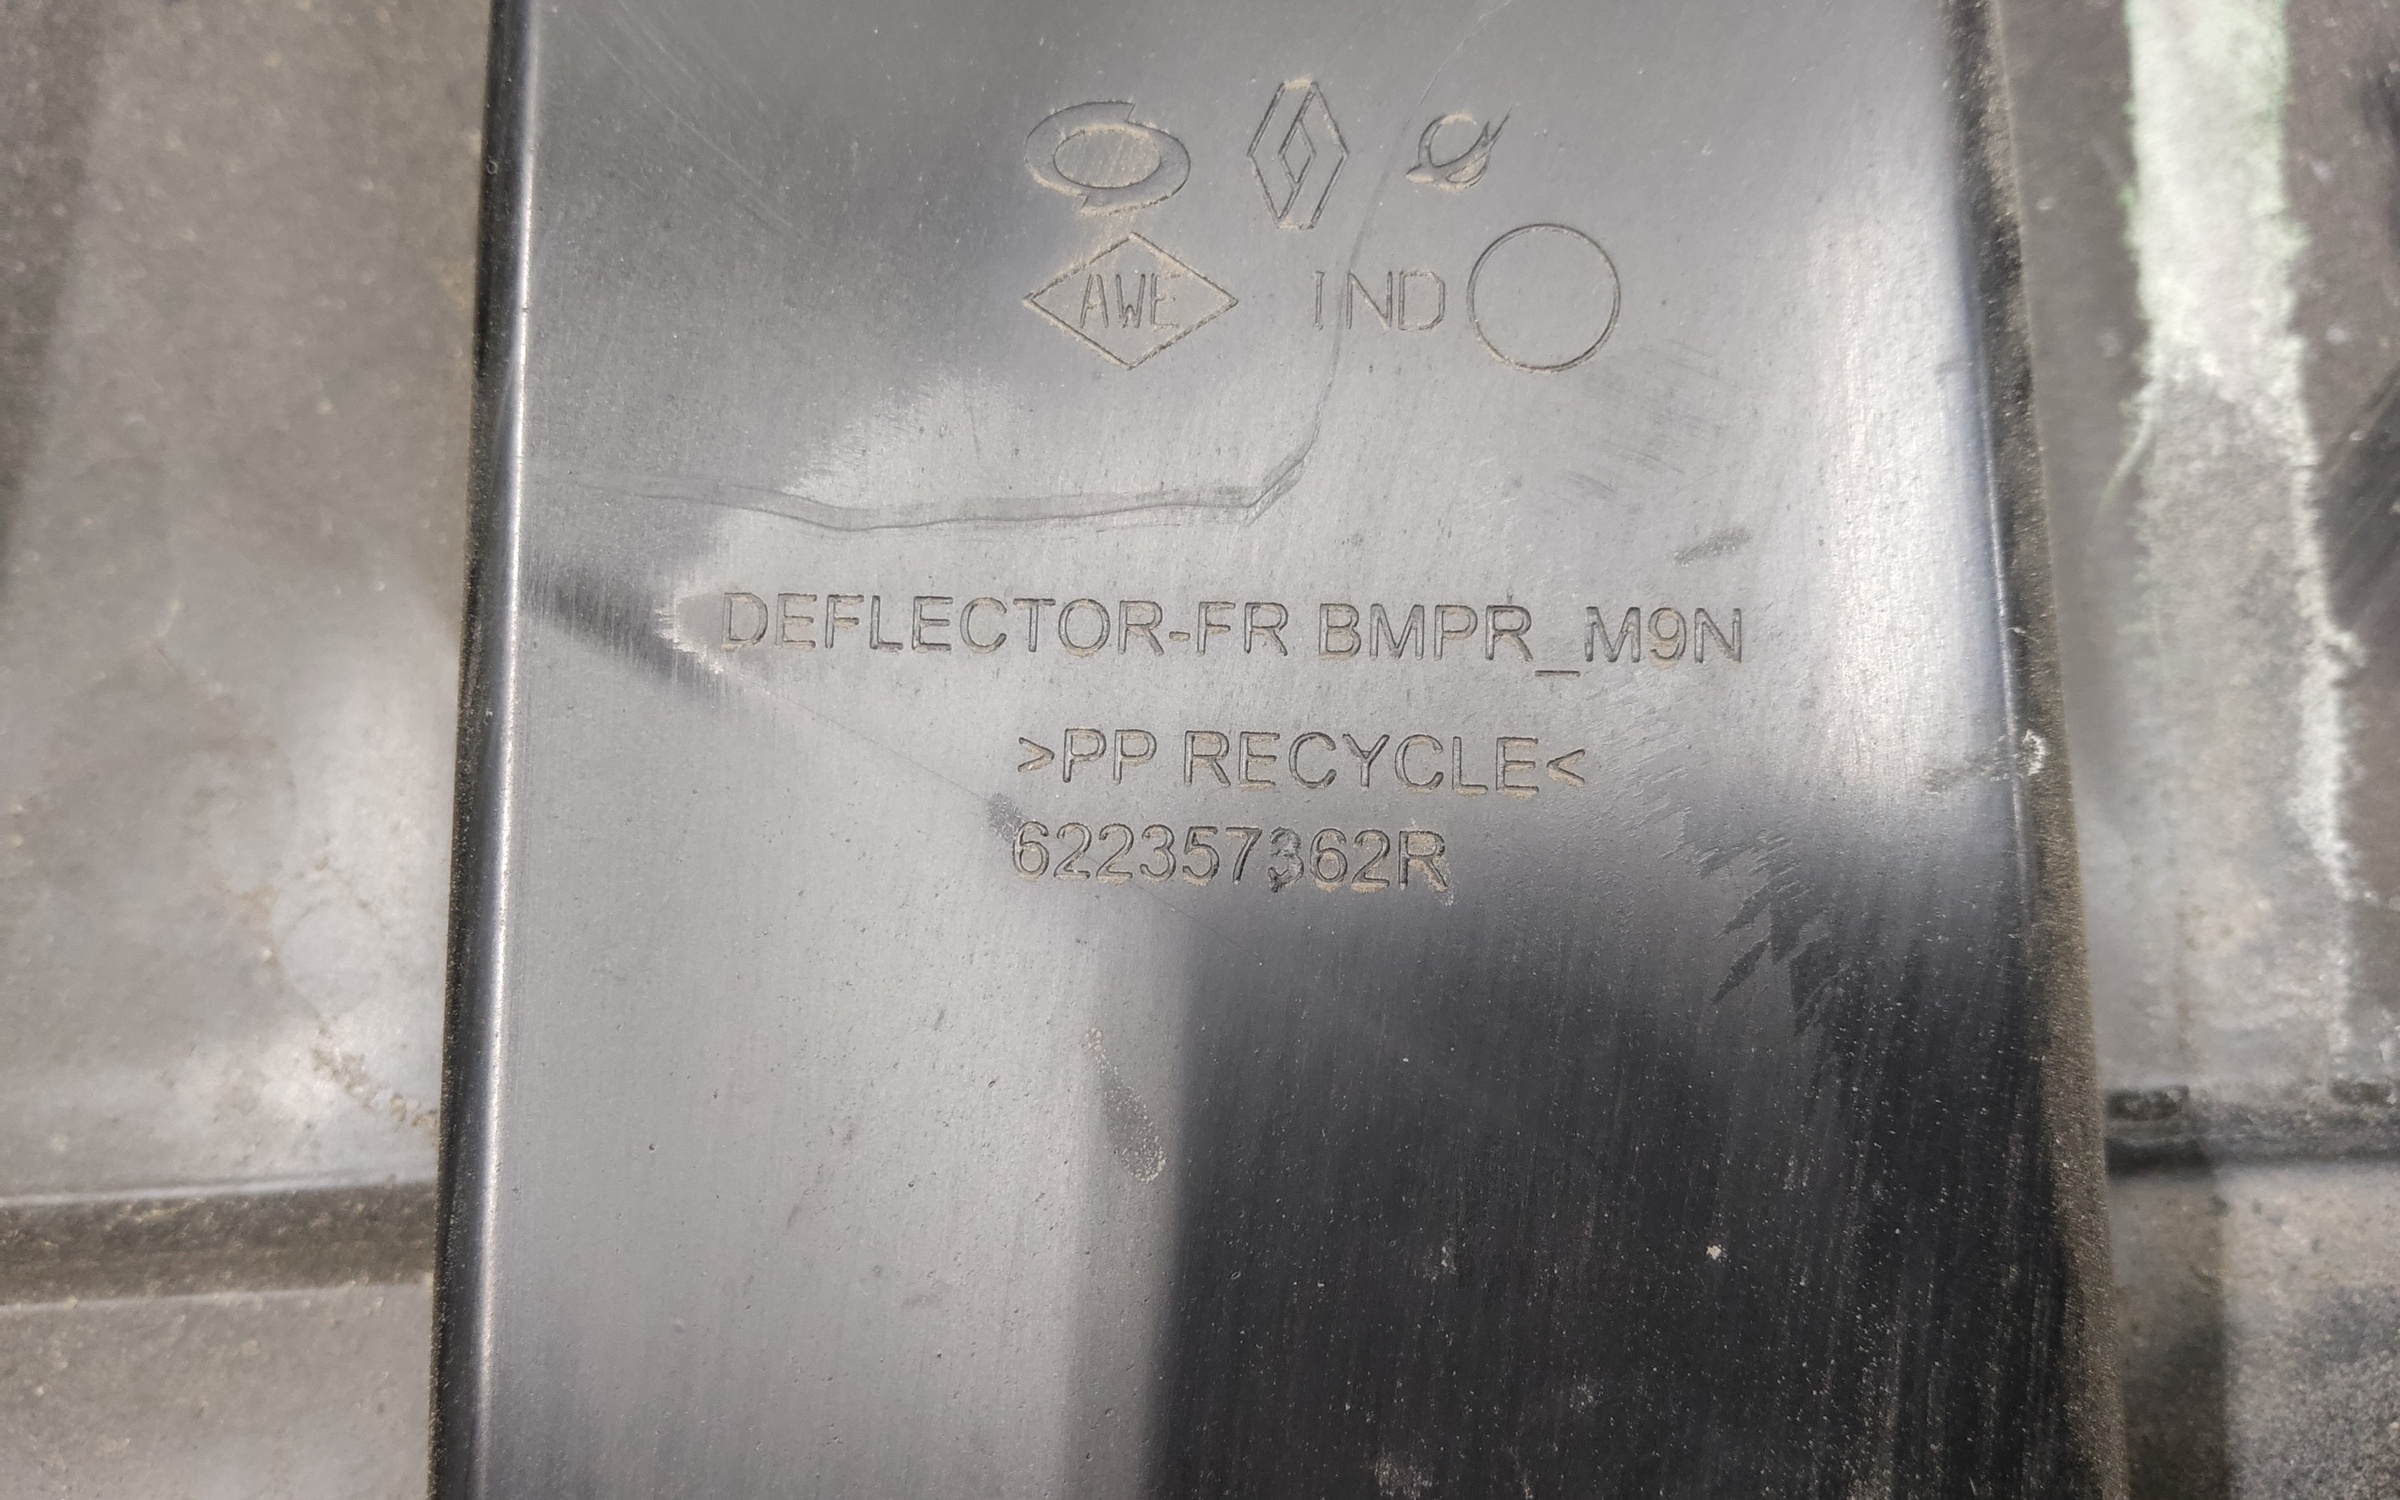 AWE IND
DEFLECTOR-FR BMPR_M9N
>PP RECYCLE<
622357362R